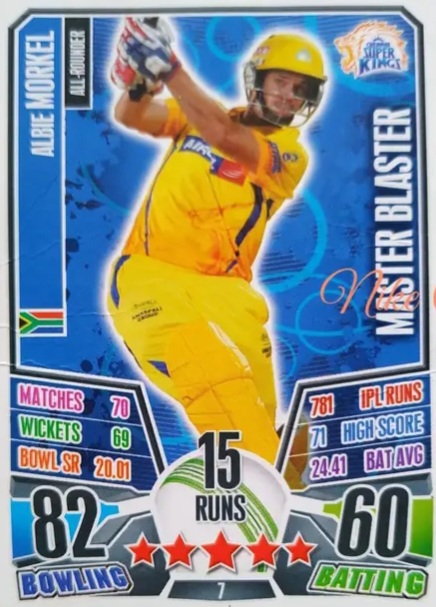 ALBIE MORKEL
ALL-ROUNDER
SUPER
KINGS
MASTER BLASTER
Nike
MATCHES 70
WICKETS 69
BOWL SR 20.01
781 IPL RUNS
71 HIGH SCORE
24.41 BAT AVG
15
RUNS
82
BOWLING
60
BATTING
7